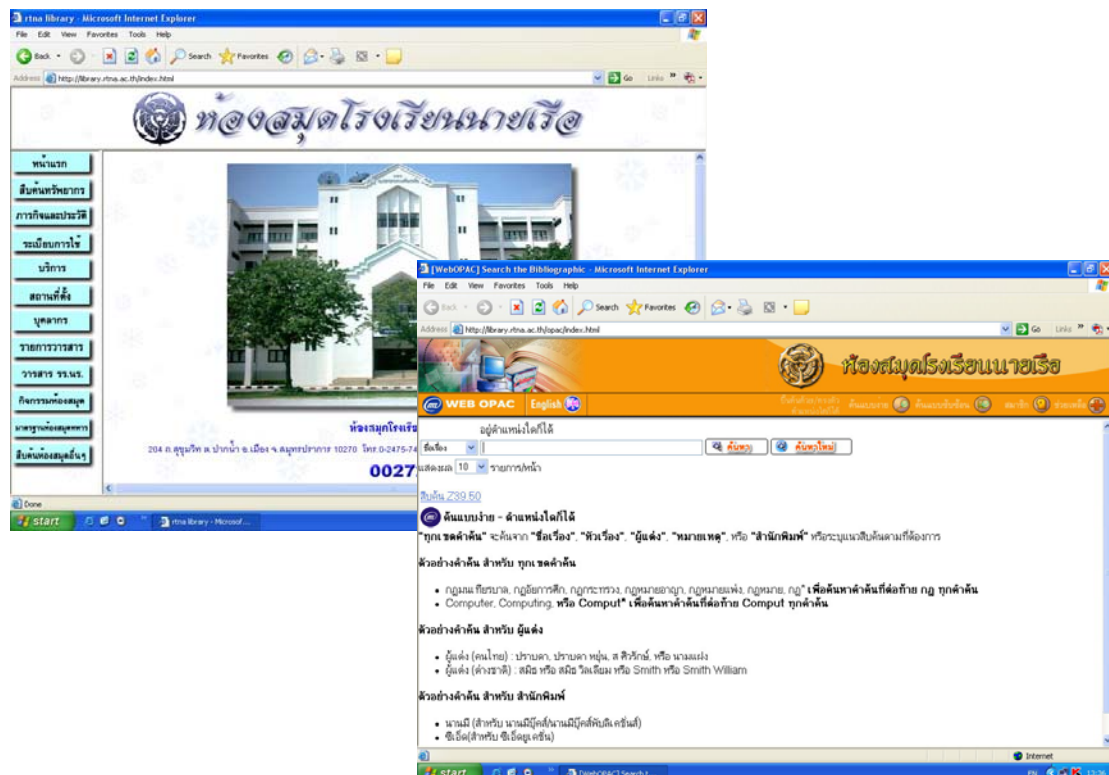 rtna library - Microsoft Internet Explorer
File Edit View Favorites Tools Help
Back Search Favorites
Address http://library.rtna.ac.th/index.html Go Links
ห้องสมุดโรงเรียนนายเรือ
หน้าแรก
สืบค้นทรัพยากร
ภารกิจและประวัติ
ระเบียบการใช้
บริการ
สถานที่ตั้ง
บุคลากร
รายการวารสาร
วารสาร รร.นร.
กิจกรรมห้องสมุด
มาตรฐานห้องสมุดทหาร
สืบค้นห้องสมุดอื่นๆ
ห้องสมุดโรงเรีย
204 ถ.สุขุมวิท ต.ปากน้ำ อ.เมือง จ.สมุทรปราการ 10270 โทร.0-2475-74
0027
Done
start rtna library - Microsof...
[WebOPAC] Search the Bibliographic - Microsoft Internet Explorer
File Edit View Favorites Tools Help
Back Search Favorites
Address http://library.rtna.ac.th/opac/index.html Go Links
ห้องสมุดโรงเรียนนายเรือ
WEB OPAC English ค้นแบบง่าย ค้นแบบซับซ้อน สมาชิก ช่วยเหลือ
อยู่ตำแหน่งใดก็ได้
ชื่อเรื่อง ค้นหา ค้นหาใหม่
แสดงผล 10 รายการ/หน้า
สืบค้น Z39.50
ค้นแบบง่าย - ตำแหน่งใดก็ได้
"ทุกเขตคำค้น" จะค้นจาก "ชื่อเรื่อง", "หัวเรื่อง", "ผู้แต่ง", "หมายเหตุ", หรือ "สำนักพิมพ์" หรือระบุแนวสืบค้นตามที่ต้องการ
ตัวอย่างคำค้น สำหรับ ทุกเขตคำค้น
• กฎมณเฑียรบาล, กฎอัยการศึก, กฎกระทรวง, กฎหมายอาญา, กฎหมายแพ่ง, กฎหมาย, กฎ* เพื่อค้นหาคำค้นที่ต่อท้าย กฎ ทุกคำค้น
• Computer, Computing, หรือ Comput* เพื่อค้นหาคำค้นที่ต่อท้าย Comput ทุกคำค้น
ตัวอย่างคำค้น สำหรับ ผู้แต่ง
• ผู้แต่ง (คนไทย) : ปราบดา, ปราบดา หยุ่น, ส ศิวรักษ์, หรือ นามแฝง
• ผู้แต่ง (ต่างชาติ) : สมิธ หรือ สมิธ วิลเลียม หรือ Smith หรือ Smith William
ตัวอย่างคำค้น สำหรับ สำนักพิมพ์
• นานมี (สำหรับ นานมีบุ๊คส์/นานมีบุ๊คส์พับลิเคชั่นส์)
• ซีเอ็ด(สำหรับ ซีเอ็ดยูเคชั่น)
Internet
start [WebOPAC] Search t... EN